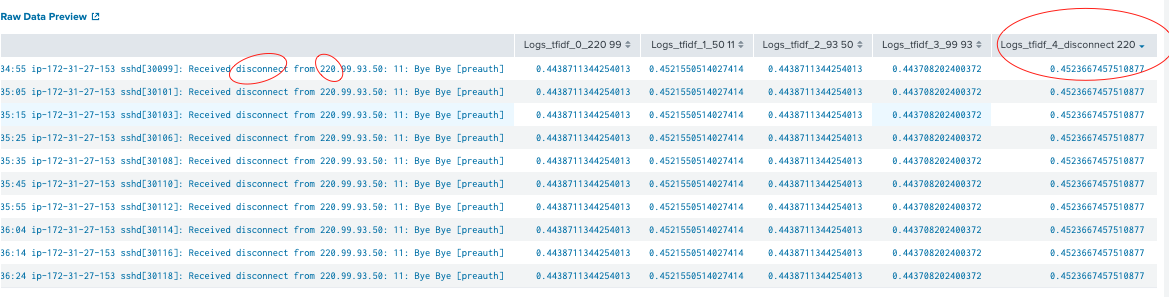 Raw Data Preview
Logs_tfidf_0_220 99 Logs_tfidf_1_50 11 Logs_tfidf_2_93 50 Logs_tfidf_3_99 93 Logs_tfidf_4_disconnect 220
34:55 ip-172-31-27-153 sshd[30099]: Received disconnect from 220.99.93.50: 11: Bye Bye [preauth] 0.4438711344254013 0.4521550514027414 0.4438711344254013 0.443708202400372 0.4523667457510877
35:05 ip-172-31-27-153 sshd[30101]: Received disconnect from 220.99.93.50: 11: Bye Bye [preauth] 0.4438711344254013 0.4521550514027414 0.4438711344254013 0.443708202400372 0.4523667457510877
35:15 ip-172-31-27-153 sshd[30103]: Received disconnect from 220.99.93.50: 11: Bye Bye [preauth] 0.4438711344254013 0.4521550514027414 0.4438711344254013 0.443708202400372 0.4523667457510877
35:25 ip-172-31-27-153 sshd[30106]: Received disconnect from 220.99.93.50: 11: Bye Bye [preauth] 0.4438711344254013 0.4521550514027414 0.4438711344254013 0.443708202400372 0.4523667457510877
35:35 ip-172-31-27-153 sshd[30108]: Received disconnect from 220.99.93.50: 11: Bye Bye [preauth] 0.4438711344254013 0.4521550514027414 0.4438711344254013 0.443708202400372 0.4523667457510877
35:45 ip-172-31-27-153 sshd[30110]: Received disconnect from 220.99.93.50: 11: Bye Bye [preauth] 0.4438711344254013 0.4521550514027414 0.4438711344254013 0.443708202400372 0.4523667457510877
35:55 ip-172-31-27-153 sshd[30112]: Received disconnect from 220.99.93.50: 11: Bye Bye [preauth] 0.4438711344254013 0.4521550514027414 0.4438711344254013 0.443708202400372 0.4523667457510877
36:04 ip-172-31-27-153 sshd[30114]: Received disconnect from 220.99.93.50: 11: Bye Bye [preauth] 0.4438711344254013 0.4521550514027414 0.4438711344254013 0.443708202400372 0.4523667457510877
36:14 ip-172-31-27-153 sshd[30116]: Received disconnect from 220.99.93.50: 11: Bye Bye [preauth] 0.4438711344254013 0.4521550514027414 0.4438711344254013 0.443708202400372 0.4523667457510877
36:24 ip-172-31-27-153 sshd[30118]: Received disconnect from 220.99.93.50: 11: Bye Bye [preauth] 0.4438711344254013 0.4521550514027414 0.4438711344254013 0.443708202400372 0.4523667457510877